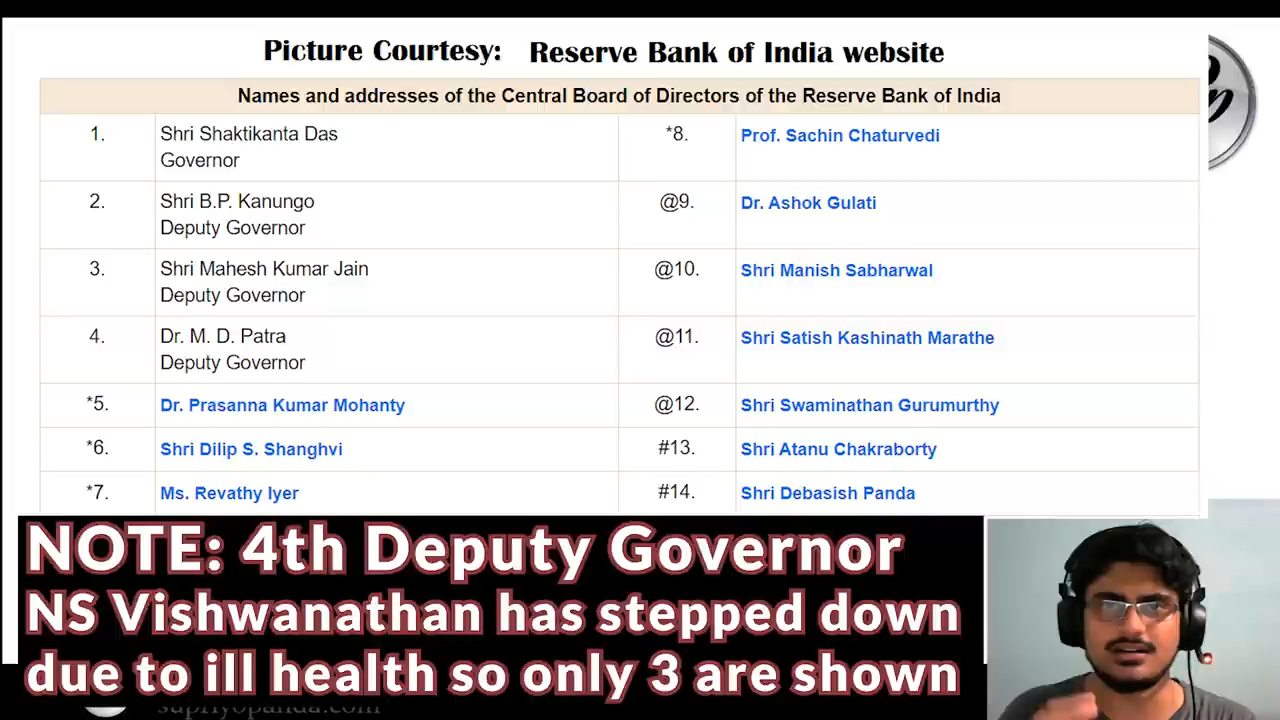 Picture Courtesy: Reserve Bank of India website
Names and addresses of the Central Board of Directors of the Reserve Bank of India
1. Shri Shaktikanta Das *8. Prof. Sachin Chaturvedi
Governor
2. Shri B.P. Kanungo @9. Dr. Ashok Gulati
Deputy Governor
3. Shri Mahesh Kumar Jain @10. Shri Manish Sabharwal
Deputy Governor
4. Dr. M. D. Patra @11. Shri Satish Kashinath Marathe
Deputy Governor
*5. Dr. Prasanna Kumar Mohanty @12. Shri Swaminathan Gurumurthy
*6. Shri Dilip S. Shanghvi #13. Shri Atanu Chakraborty
*7. Ms. Revathy Iyer #14. Shri Debasish Panda
NOTE: 4th Deputy Governor
NS Vishwanathan has stepped down
due to ill health so only 3 are shown
supriyopanda.com